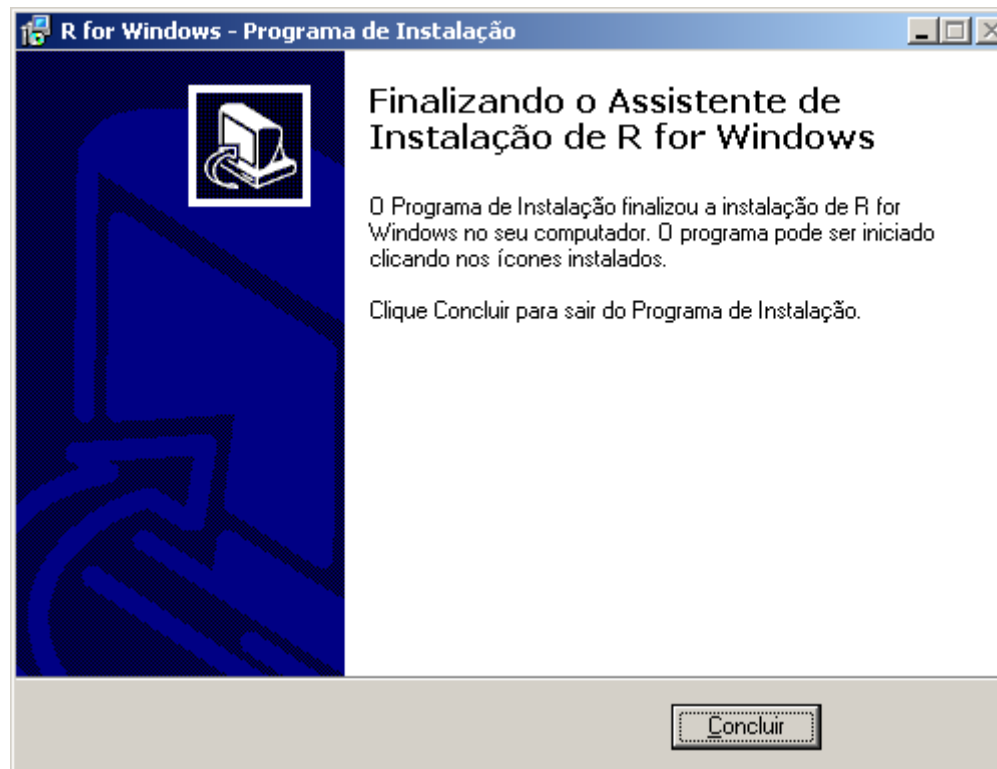 R for Windows - Programa de Instalação
Finalizando o Assistente de
Instalação de R for Windows
O Programa de Instalação finalizou a instalação de R for
Windows no seu computador. O programa pode ser iniciado
clicando nos ícones instalados.
Clique Concluir para sair do Programa de Instalação.
Concluir